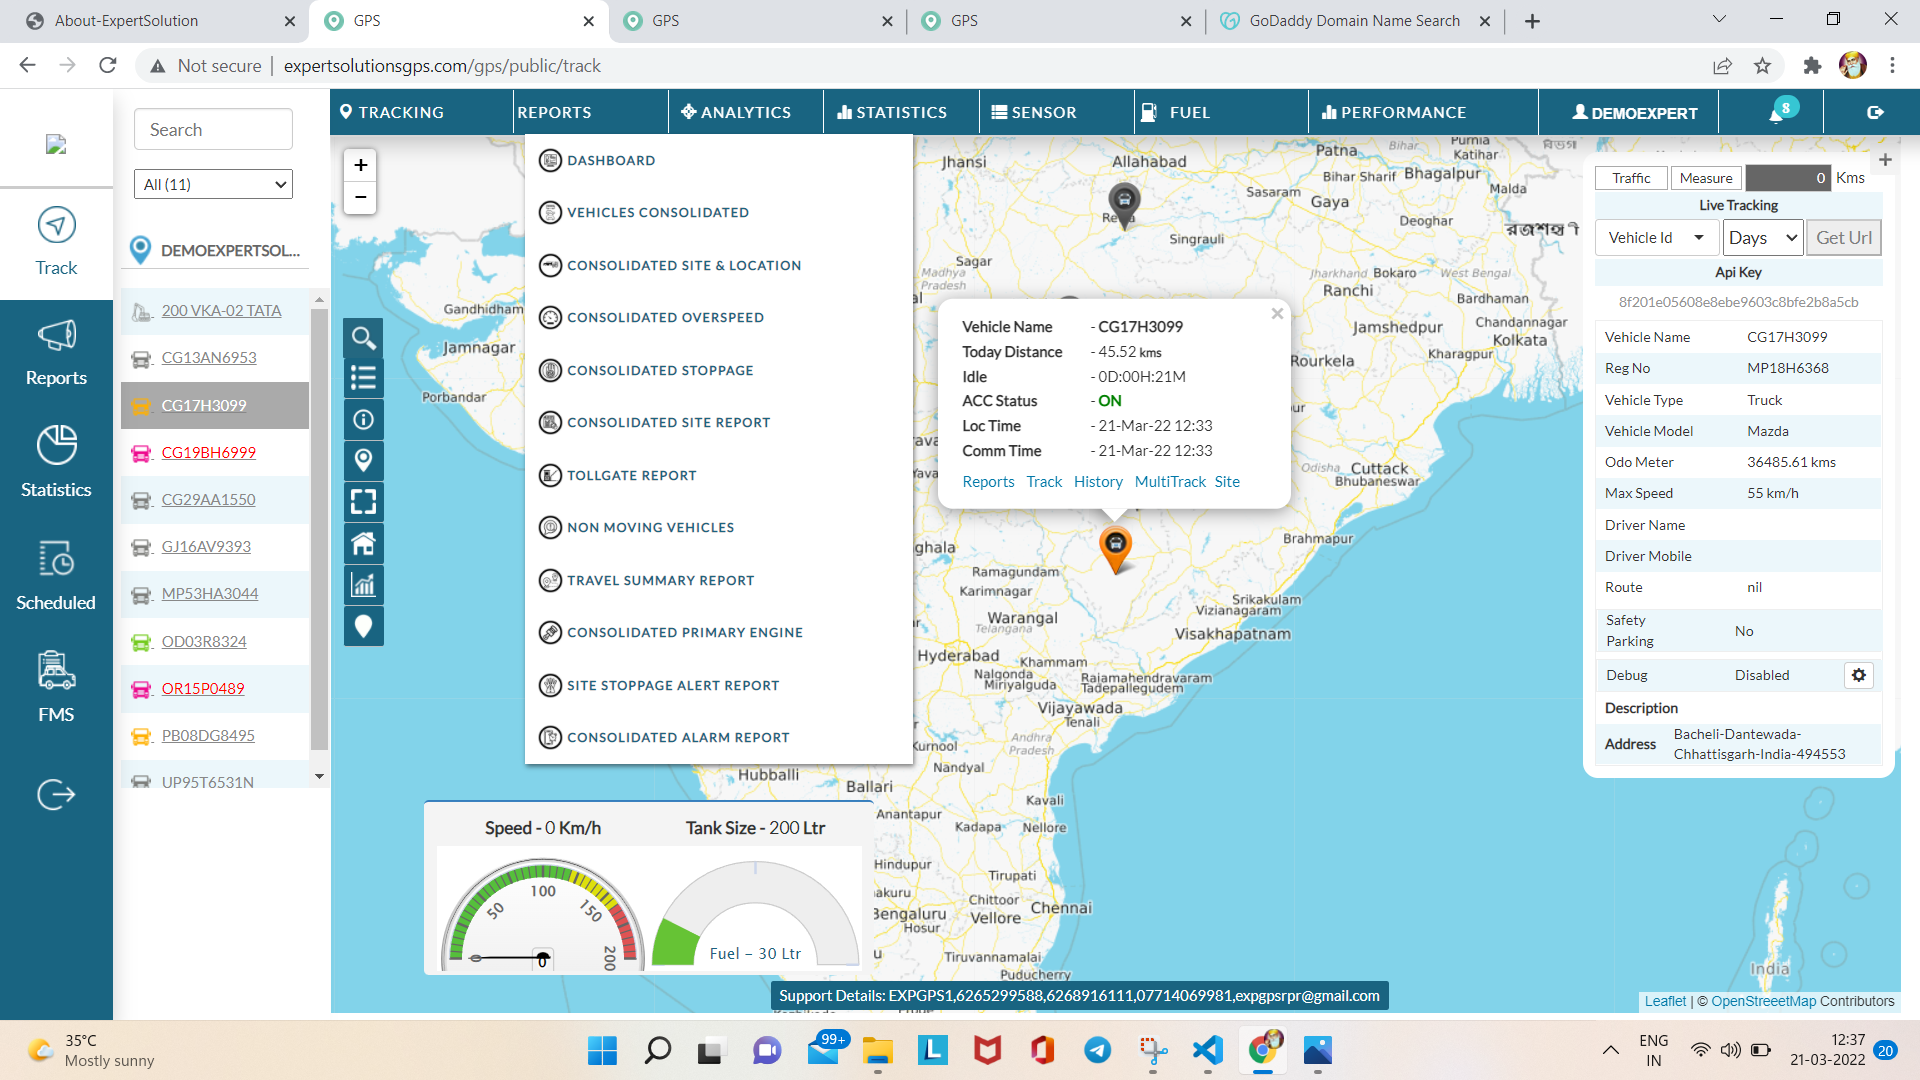 About-ExpertSolution
GPS
GPS
GPS
GoDaddy Domain Name Search
Not secure
expertsolutionsgps.com/gps/public/track
TRACKING
REPORTS
ANALYTICS
STATISTICS
SENSOR
FUEL
PERFORMANCE
DEMOEXPERT
8
Search
All (11)
DEMOEXPERTSOL...
200 VKA-02 TATA
CG13AN6953
CG17H3099
CG19BH6999
CG29AA1550
GJ16AV9393
MP53HA3044
OD03R8324
OR15P0489
PB08DG8495
UP95T6531N
Track
Reports
Statistics
Scheduled
FMS
+
−
DASHBOARD
VEHICLES CONSOLIDATED
CONSOLIDATED SITE & LOCATION
CONSOLIDATED OVERSPEED
CONSOLIDATED STOPPAGE
CONSOLIDATED SITE REPORT
TOLLGATE REPORT
NON MOVING VEHICLES
TRAVEL SUMMARY REPORT
CONSOLIDATED PRIMARY ENGINE
SITE STOPPAGE ALERT REPORT
CONSOLIDATED ALARM REPORT
Vehicle Name - CG17H3099
Today Distance - 45.52 kms
Idle - 0D:00H:21M
ACC Status - ON
Loc Time - 21-Mar-22 12:33
Comm Time - 21-Mar-22 12:33
Reports Track History MultiTrack Site
Traffic Measure 0 Kms
Live Tracking
Vehicle Id Days Get Url
Api Key
8f201e05608e8ebe9603c8bfe2b8a5cb
Vehicle Name CG17H3099
Reg No MP18H6368
Vehicle Type Truck
Vehicle Model Mazda
Odo Meter 36485.61 kms
Max Speed 55 km/h
Driver Name
Driver Mobile
Route nil
Safety
Parking No
Debug Disabled
Description
Address Bacheli-Dantewada-
Chhattisgarh-India-494553
Jhansi
Allahabad
Patna
Bihar
Purnia
Katihar
Bihar Sharif
Bhagalpur
Sasaram
Gaya
Malda
Deoghar
Singrauli
Sagar
Madhya
Pradesh
Jharkhand
Bokaro
West Bengal
Ranchi
Bardhaman
Chandannagar
Jamshedpur
Kolkata
Kharagpur
Rourkela
Gandhidham
Jamnagar
Porbandar
Odisha
Cuttack
Bhubaneswar
Brahmapur
Ramagundam
Karimnagar
Warangal
Telangana
Srikakulam
Vizianagaram
Visakhapatnam
Hyderabad
Khammam
Nalgonda
Miriyalguda
Rajamahendravaram
Tadepallegudem
Vijayawada
Tenali
Andhra
Pradesh
Kurnool
Nandyal
Hubballi
Ballari
Anantapur
Kavali
Kadapa
Nellore
Hindupur
Tirupati
Chittoor
Bengaluru
Vellore
Chennai
Hosur
Tiruvannamalai
Puducherry
India
Speed - 0 Km/h
Tank Size - 200 Ltr
0
50
100
150
200
0
Fuel – 30 Ltr
Support Details: EXPGPS1,6265299588,6268916111,07714069981,expgpsrpr@gmail.com
Leaflet | © OpenStreeetMap Contributors
35°C
Mostly sunny
99+
ENG
IN
12:37
21-03-2022
20